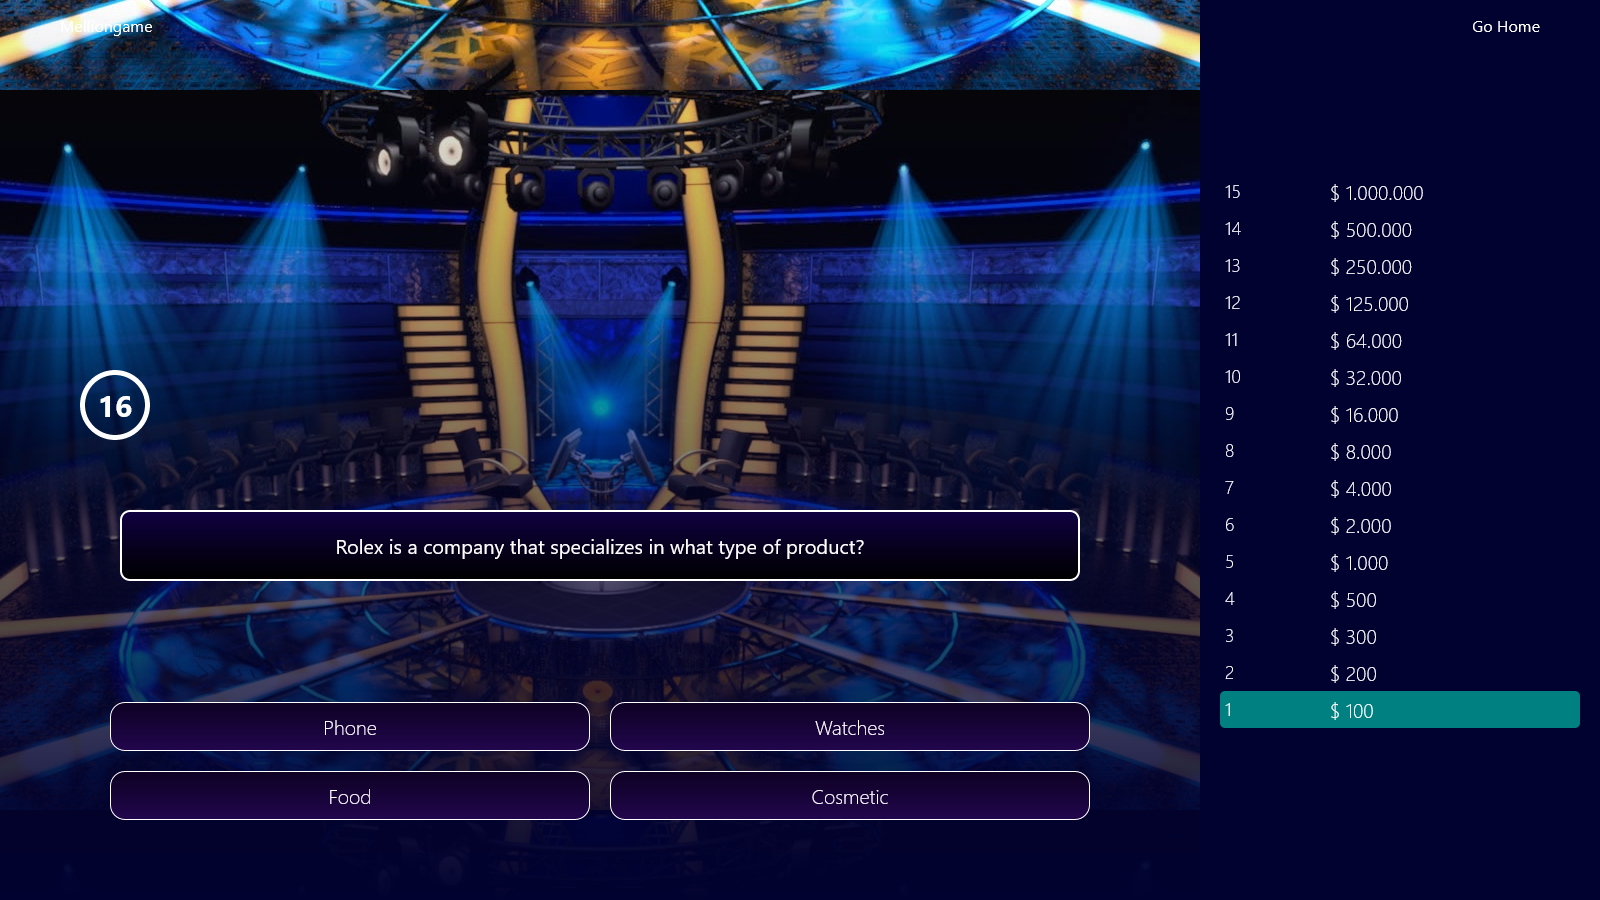 Melliongame
Go Home
15 $ 1.000.000
14 $ 500.000
13 $ 250.000
12 $ 125.000
11 $ 64.000
10 $ 32.000
9 $ 16.000
8 $ 8.000
7 $ 4.000
6 $ 2.000
5 $ 1.000
4 $ 500
3 $ 300
2 $ 200
1 $ 100
16
Rolex is a company that specializes in what type of product?
Phone
Watches
Food
Cosmetic